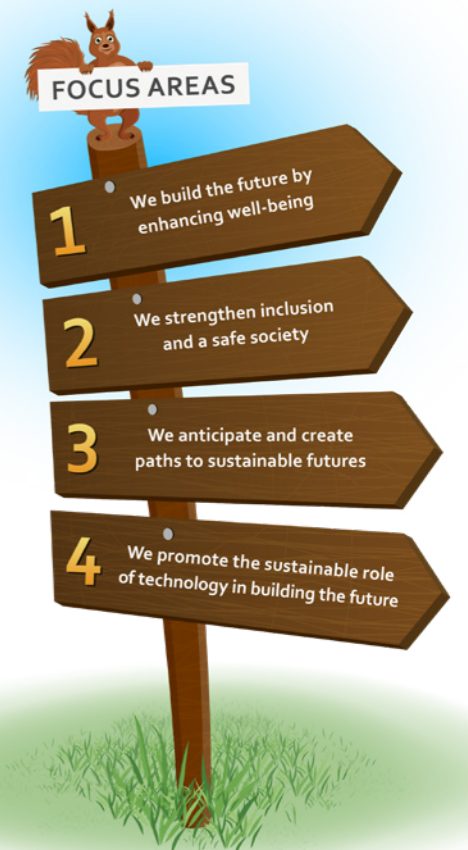 FOCUS AREAS
1
We build the future by
enhancing well-being
2
We strengthen inclusion
and a safe society
3
We anticipate and create
paths to sustainable futures
4
We promote the sustainable role
of technology in building the future